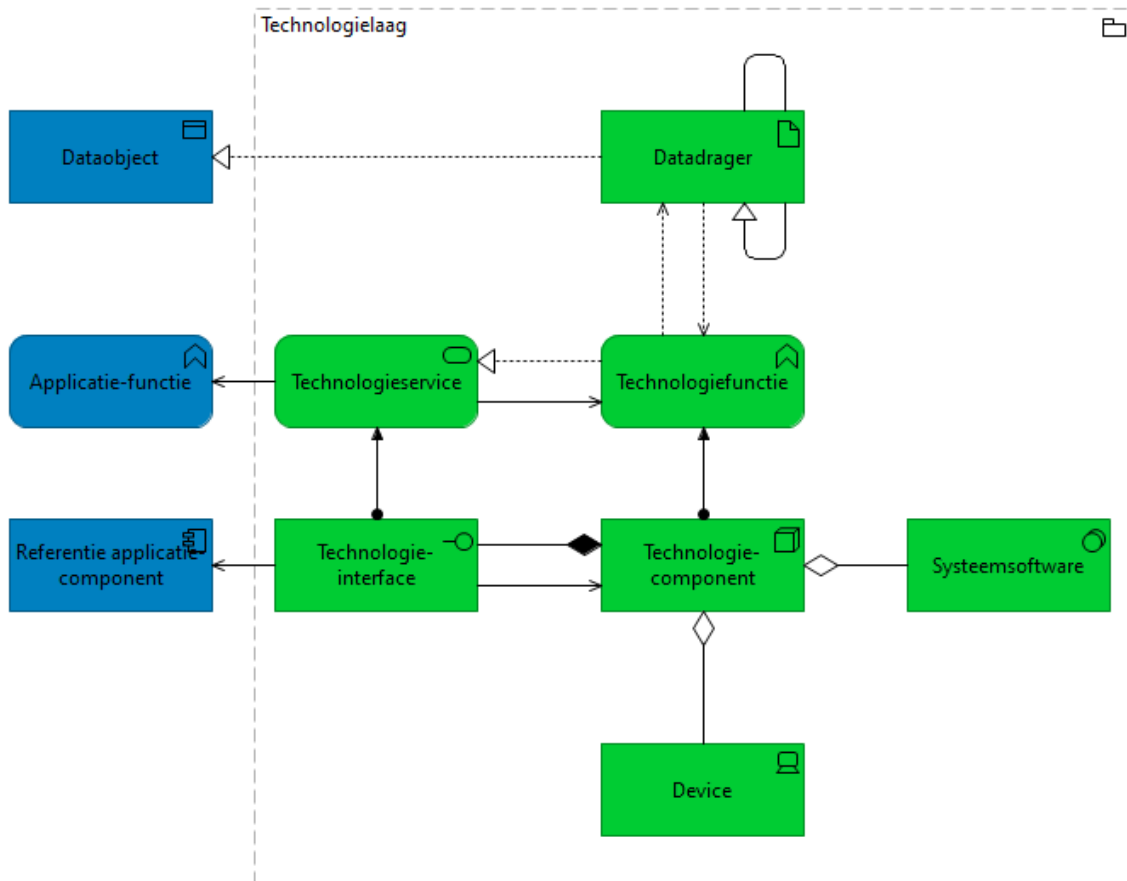 Technologielaag
Dataobject
Datadrager
Applicatie-functie
Technologieservice
Technologiefunctie
Referentie applicatie-
component
Technologie-
interface
Technologie-
component
Systeemsoftware
Device